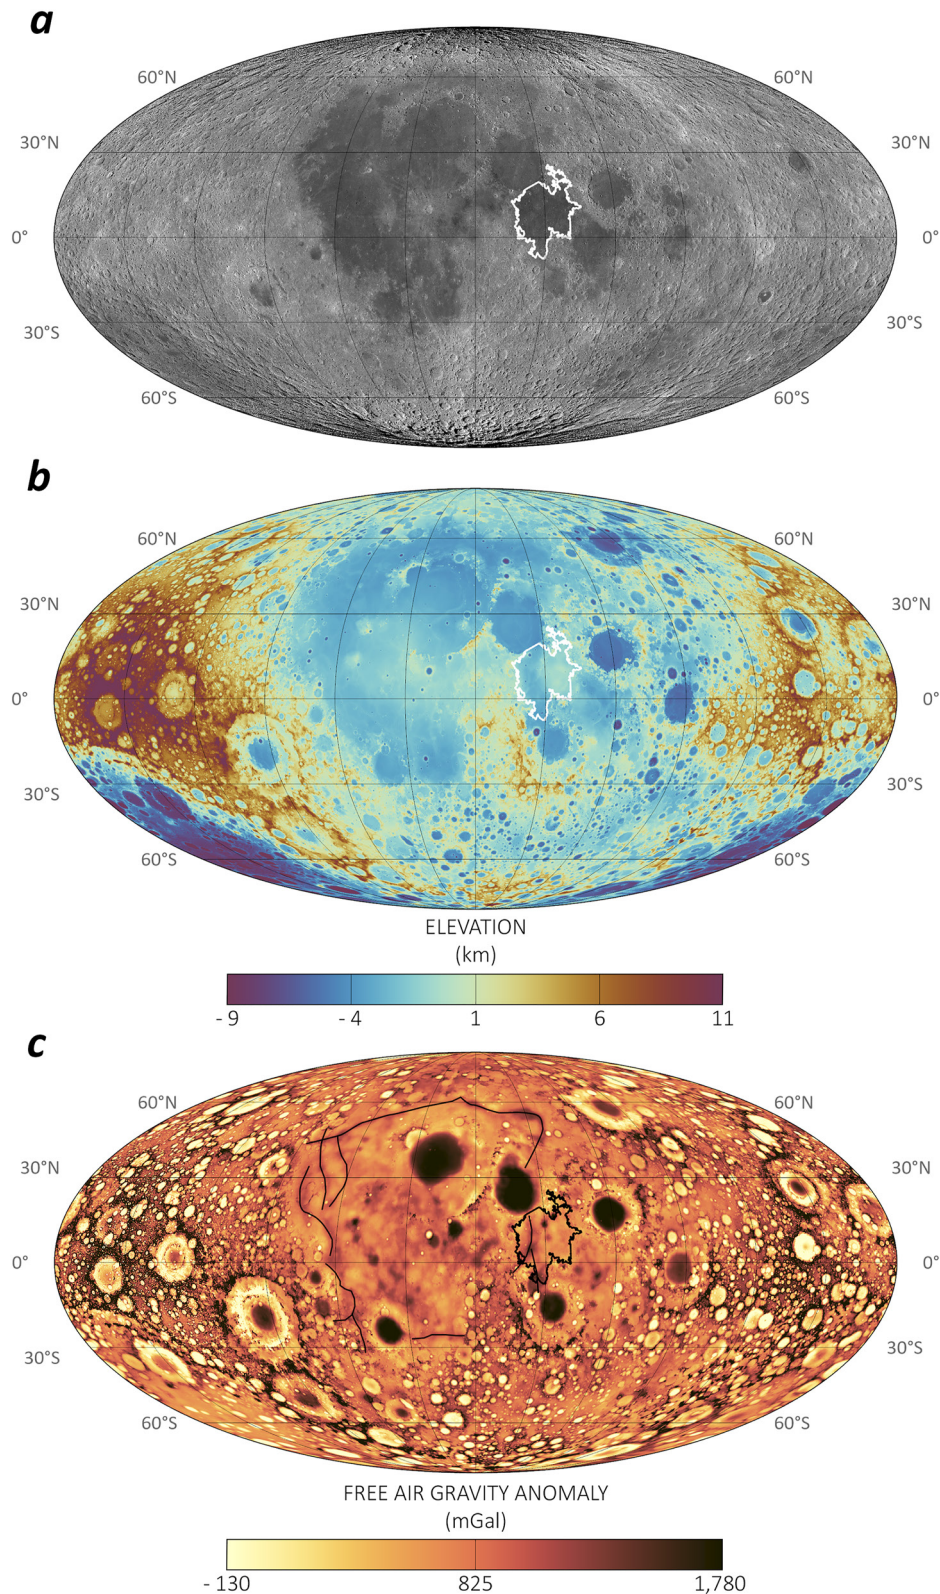 a
60°N 60°N
30°N 30°N
0° 0°
30°S 30°S
60°S 60°S
b
60°N 60°N
30°N 30°N
0° 0°
30°S 30°S
60°S 60°S
ELEVATION
(km)
- 9 - 4 1 6 11
c
60°N 60°N
30°N 30°N
0° 0°
30°S 30°S
60°S 60°S
FREE AIR GRAVITY ANOMALY
(mGal)
- 130 825 1,780